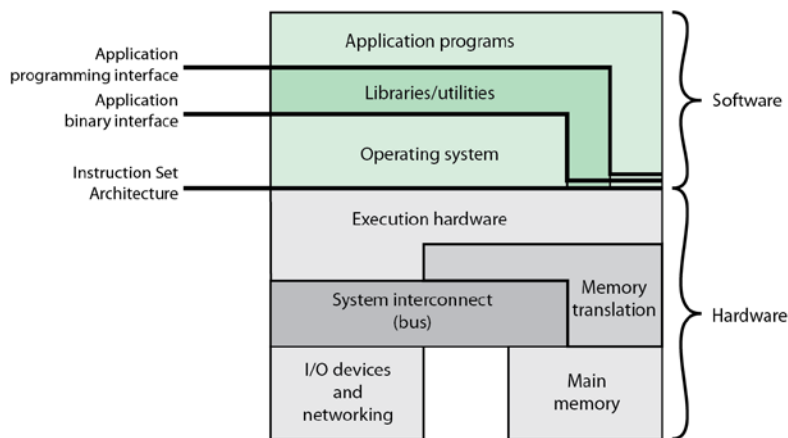 Application programs
Application
programming interface
Libraries/utilities
Application
binary interface
Software
Operating system
Instruction Set
Architecture
Execution hardware
Memory
translation
System interconnect
(bus)
Hardware
I/O devices
and
networking
Main
memory